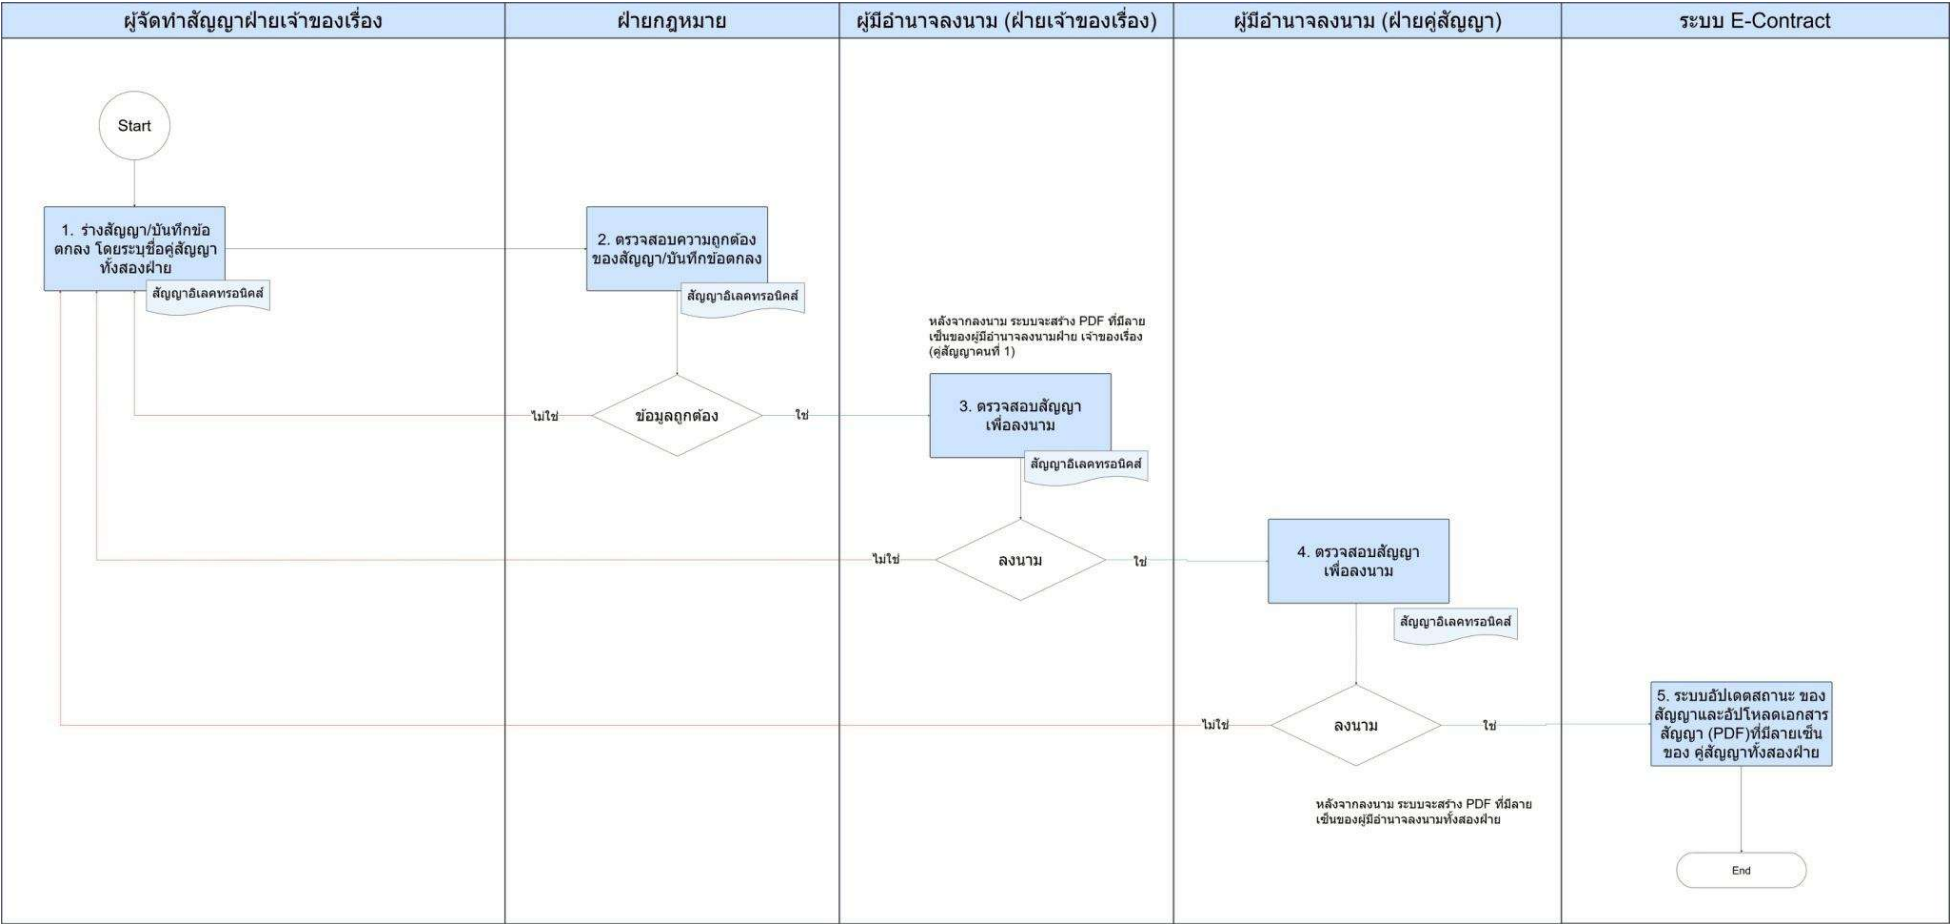 ผู้จัดทำสัญญาฝ่ายเจ้าของเรื่อง
ฝ่ายกฎหมาย
ผู้มีอำนาจลงนาม (ฝ่ายเจ้าของเรื่อง)
ผู้มีอำนาจลงนาม (ฝ่ายคู่สัญญา)
ระบบ E-Contract
Start
1. ร่างสัญญา/บันทึกข้อ
ตกลง โดยระบุชื่อคู่สัญญา
ทั้งสองฝ่าย
สัญญาอิเลคทรอนิคส์
2. ตรวจสอบความถูกต้อง
ของสัญญา/บันทึกข้อตกลง
สัญญาอิเลคทรอนิคส์
หลังจากลงนาม ระบบจะสร้าง PDF ที่มีลาย
เซ็นของผู้มีอำนาจลงนามฝ่าย เจ้าของเรื่อง
(คู่สัญญาคนที่ 1)
ไม่ใช่
ข้อมูลถูกต้อง
ใช่
3. ตรวจสอบสัญญา
เพื่อลงนาม
สัญญาอิเลคทรอนิคส์
ไม่ใช่
ลงนาม
ใช่
4. ตรวจสอบสัญญา
เพื่อลงนาม
สัญญาอิเลคทรอนิคส์
ไม่ใช่
ลงนาม
ใช่
5. ระบบอัปเดตสถานะ ของ
สัญญาและอัปโหลดเอกสาร
สัญญา (PDF)ที่มีลายเซ็น
ของ คู่สัญญาทั้งสองฝ่าย
หลังจากลงนาม ระบบจะสร้าง PDF ที่มีลาย
เซ็นของผู้มีอำนาจลงนามทั้งสองฝ่าย
End